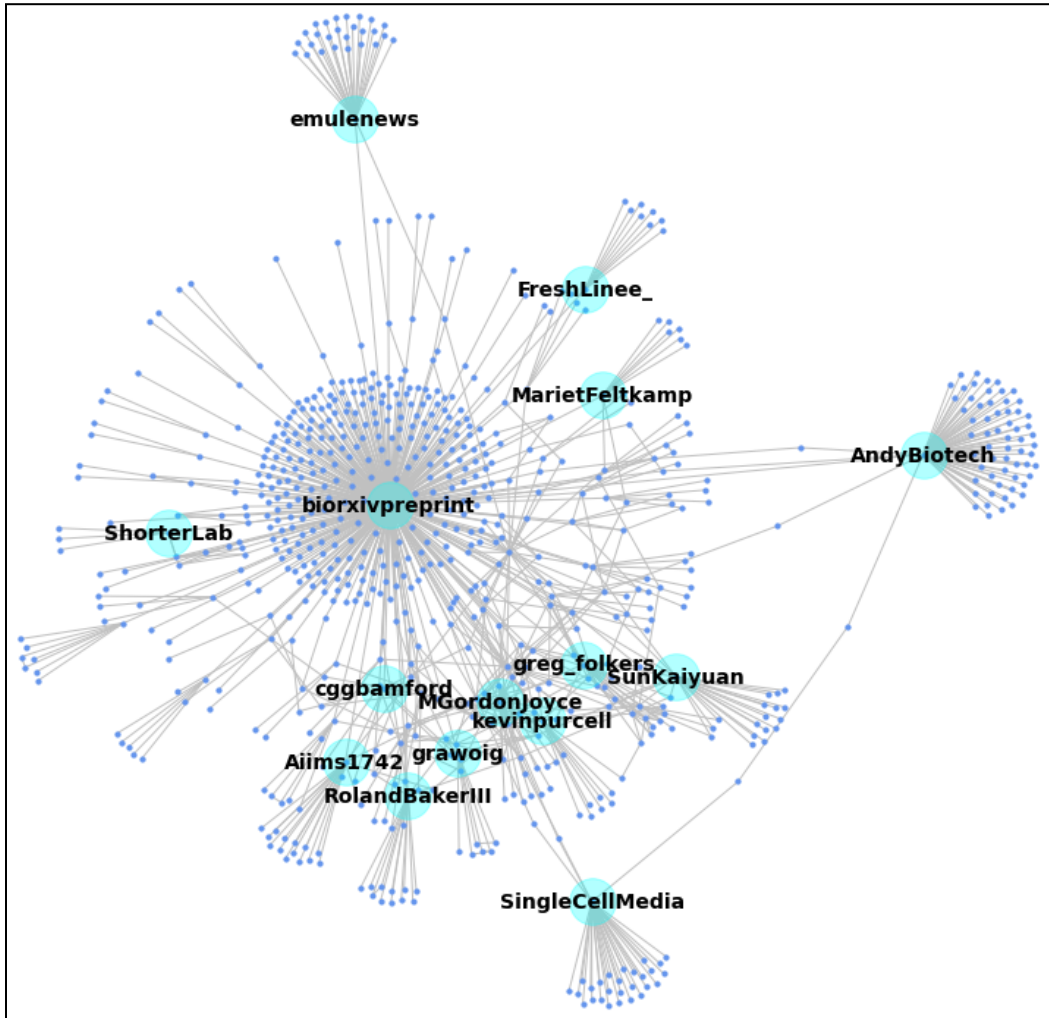 emulenews
FreshLinee_
MarietFeltkamp
AndyBiotech
biorxivpreprint
ShorterLab
greg_folkers
SunKaiyuan
cggbamford
MGordonJoyce
kevinpurcell
grawoig
Aiims1742
RolandBakerIII
SingleCellMedia